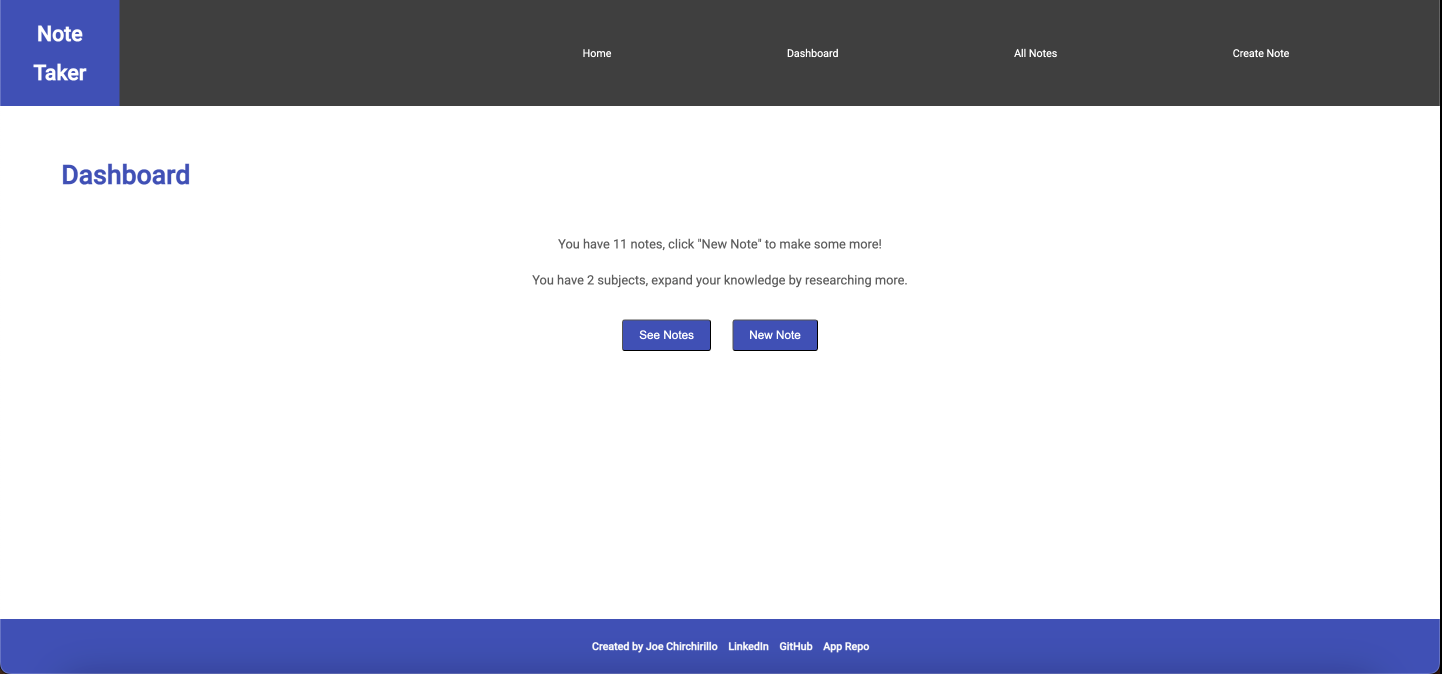 Note
Taker
Home Dashboard All Notes Create Note
Dashboard
You have 11 notes, click "New Note" to make some more!
You have 2 subjects, expand your knowledge by researching more.
See Notes New Note
Created by Joe Chirchirillo LinkedIn GitHub App Repo